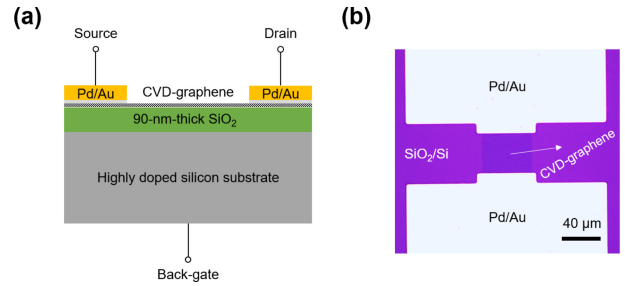 (a)
Source
Drain
Pd/Au
CVD-graphene
Pd/Au
90-nm-thick SiO₂
Highly doped silicon substrate
Back-gate
(b)
Pd/Au
SiO₂/Si
CVD-graphene
Pd/Au
40 μm